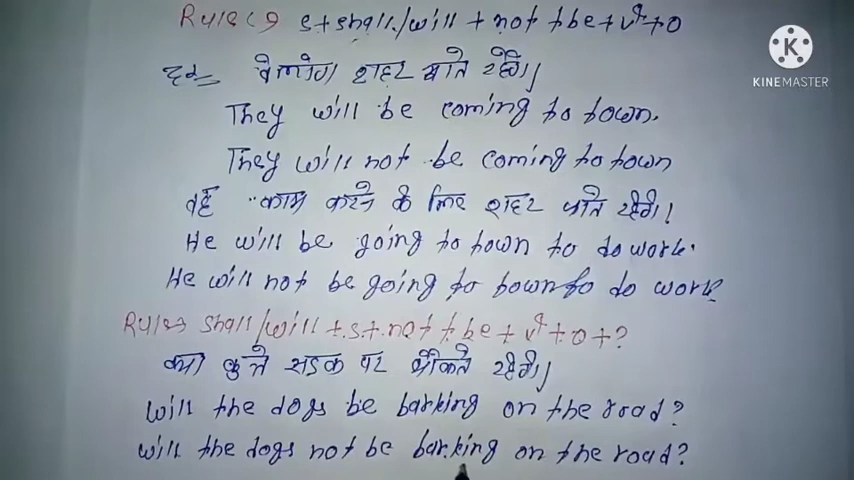 Rule(२) S+shall/will + not + be + v⁴ + o
KINEMASTER
वे लोग शहर आते रहेंगे।
They will be coming to town.
They will not be coming to town
वह काम करने के लिए शहर जाते रहेंगे।
He will be going to town to do work.
He will not be going to town to do work.
Rule→ shall/will + s + not + be + v⁴ + o + ?
क्या कुत्ते सड़क पर भौंकते रहेंगे।
will the dogs be barking on the road?
will the dogs not be barking on the road?